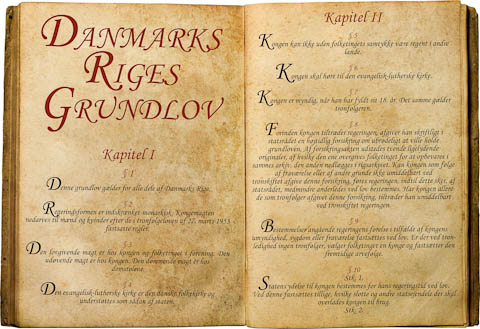 DANMARKS
RIGES
GRUNDLOV
Kapitel I
§ 1
Denne grundlov gælder for alle dele af Danmarks Rige.
§ 2
Regeringsformen er indskrænket-monarkisk. Kongemagten
nedarves til mænd og kvinder efter de i tronfølgeloven af 27. marts 1953
fastsatte regler.
§ 3
Den lovgivende magt er hos kongen og folketinget i forening. Den
udøvende magt er hos kongen. Den dømmende magt er hos
domstolene.
Den evangelisk-lutherske kirke er den danske folkekirke og
understøttes som sådan af staten.
Kapitel II
§ 5
Kongen kan ikke uden folketingets samtykke være regent i andre
lande.
§ 6
Kongen skal høre til den evangelisk-lutherske kirke.
§ 7
Kongen er myndig, når han har fyldt sit 18. år. Det samme gælder
tronfølgeren.
§ 8
Forinden kongen tiltræder regeringen, afgiver han skriftligt i
statsrådet en højtidelig forsikring om ubrødeligt at ville holde
grundloven. Af forsikringsakten udstedes tvende ligelydende
originaler, af hvilke den ene overgives folketinget for at opbevares i
sammes arkiv, den anden nedlægges i rigsarkivet. Kan kongen som følge
af fraværelse eller af andre grunde ikke umiddelbart ved
tronskiftet afgive denne forsikring, føres regeringen, indtil dette sker, af
statsrådet, medmindre anderledes ved lov bestemmes. Har kongen allerede
som tronfølger afgivet denne forsikring, tiltræder han umiddelbart
ved tronskiftet regeringen.
§ 9
Bestemmelser angående regeringens førelse i tilfælde af kongens
umyndighed, sygdom eller fraværelse fastsættes ved lov. Er der ved tronledighed
ingen tronfølger, vælger folketinget en konge og fastsætter den
fremtidige arvefølge.
§ 10
Stk. 1.
Statens ydelse til kongen bestemmes for hans regeringstid ved lov.
Ved denne fastsættes tillige, hvilke slotte og andre statsejendele der skal
overlades kongen til brug.
Stk. 2.